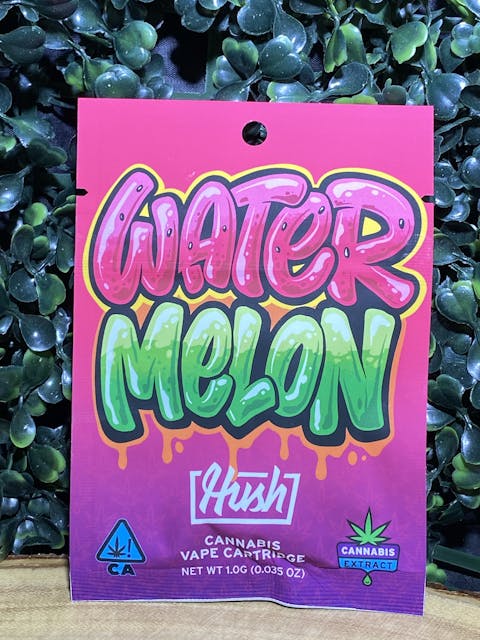 WATER
MELON
Hush
CANNABIS
VAPE CARTRIDGE
NET WT 1.0G (0.035 OZ)
CA
CANNABIS
EXTRACT